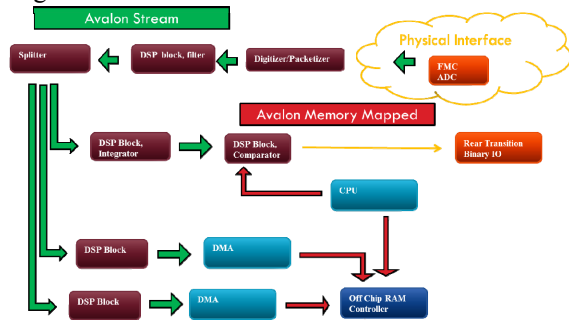 Avalon Stream
Physical Interface
Splitter
DSP block, filter
Digitizer/Packetizer
FMC
ADC
Avalon Memory Mapped
DSP Block,
Integrator
DSP Block,
Comparator
Rear Transition
Binary IO
CPU
DSP Block
DMA
DSP Block
DMA
Off Chip RAM
Controller